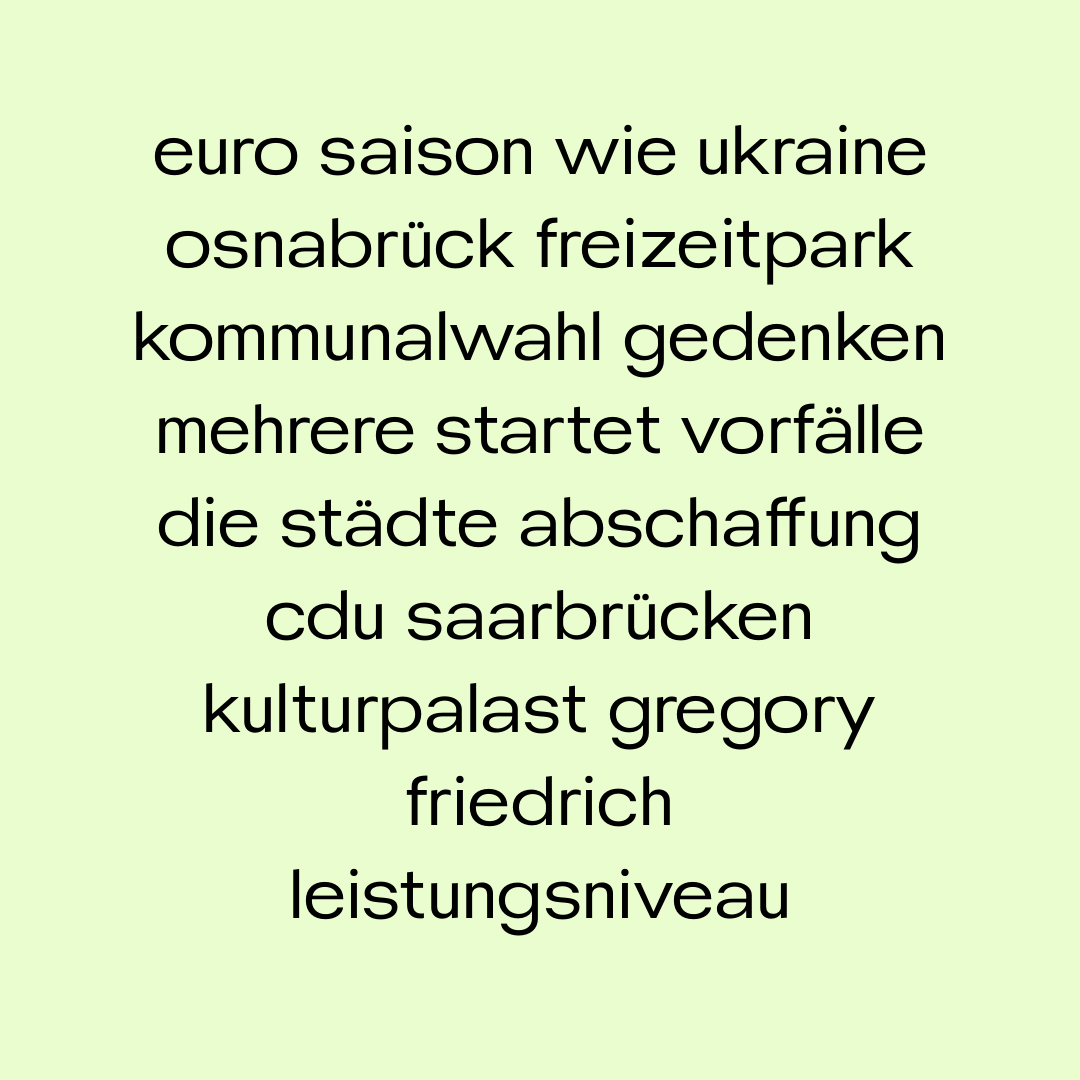 euro saison wie ukraine
osnabrück freizeitpark
kommunalwahl gedenken
mehrere startet vorfälle
die städte abschaffung
cdu saarbrücken
kulturpalast gregory
friedrich
leistungsniveau